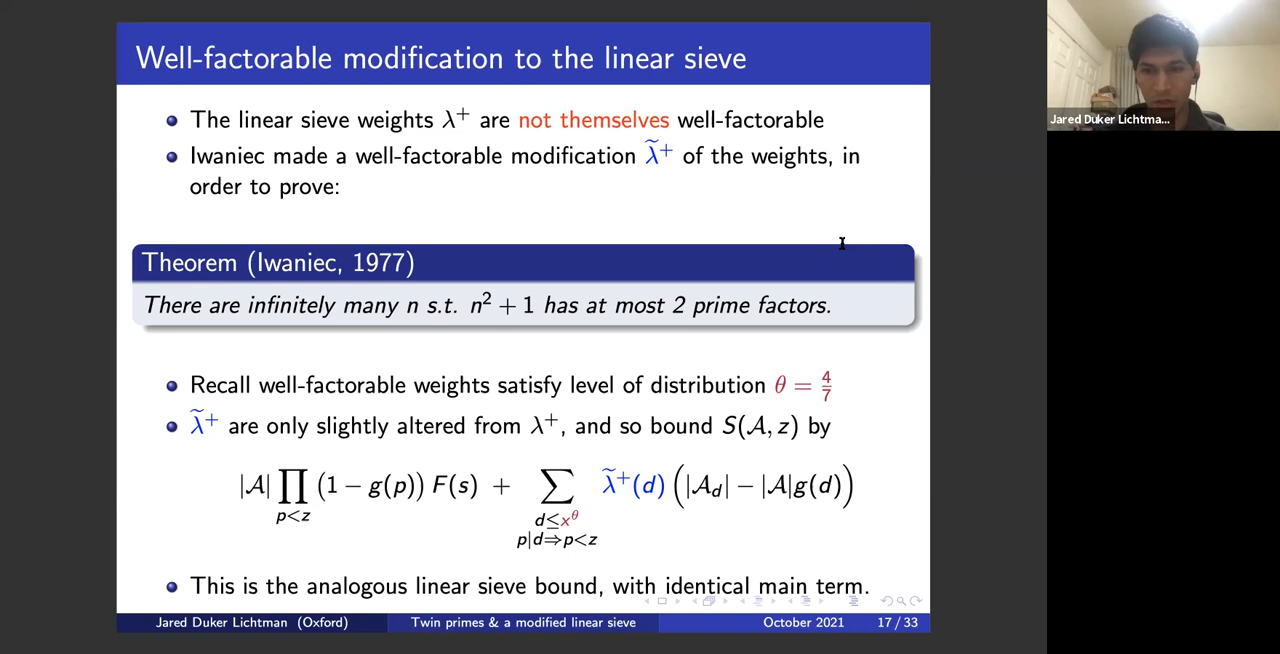 Well-factorable modification to the linear sieve
The linear sieve weights λ⁺ are not themselves well-factorable
Iwaniec made a well-factorable modification λ̃⁺ of the weights, in
order to prove:
Theorem (Iwaniec, 1977)
There are infinitely many n s.t. n² + 1 has at most 2 prime factors.
Recall well-factorable weights satisfy level of distribution θ = 4/7
λ̃⁺ are only slightly altered from λ⁺, and so bound S(𝒜, z) by
|𝒜| ∏_{p<z} (1 − g(p)) F(s) + ∑_{d≤x^θ, p|d⇒p<z} λ̃⁺(d) (|𝒜_d| − |𝒜|g(d))
This is the analogous linear sieve bound, with identical main term.
Jared Duker Lichtman (Oxford)
Twin primes & a modified linear sieve
October 2021
17 / 33
Jared Duker Lichtma...